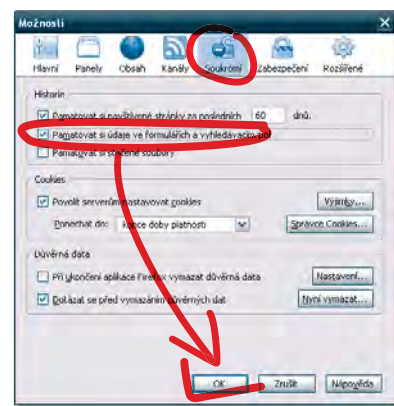 Možnosti
Hlavní Panely Obsah Kanály Soukromí Zabezpečení Rozšířené
Historie
Pamatovat si navštívené stránky za posledních 60 dnů.
Pamatovat si údaje ve formulářích a vyhledávacím poli
Pamatovat si stažené soubory
Cookies
Povolit serverům nastavovat cookies Výjimky...
Ponechat do: konce doby platnosti Správce Cookies...
Důvěrná data
Při ukončení aplikace Firefox vymazat důvěrná data Nastavení...
Dotázat se před vymazáním důvěrných dat Nyní vymazat...
OK Zrušit Nápověda